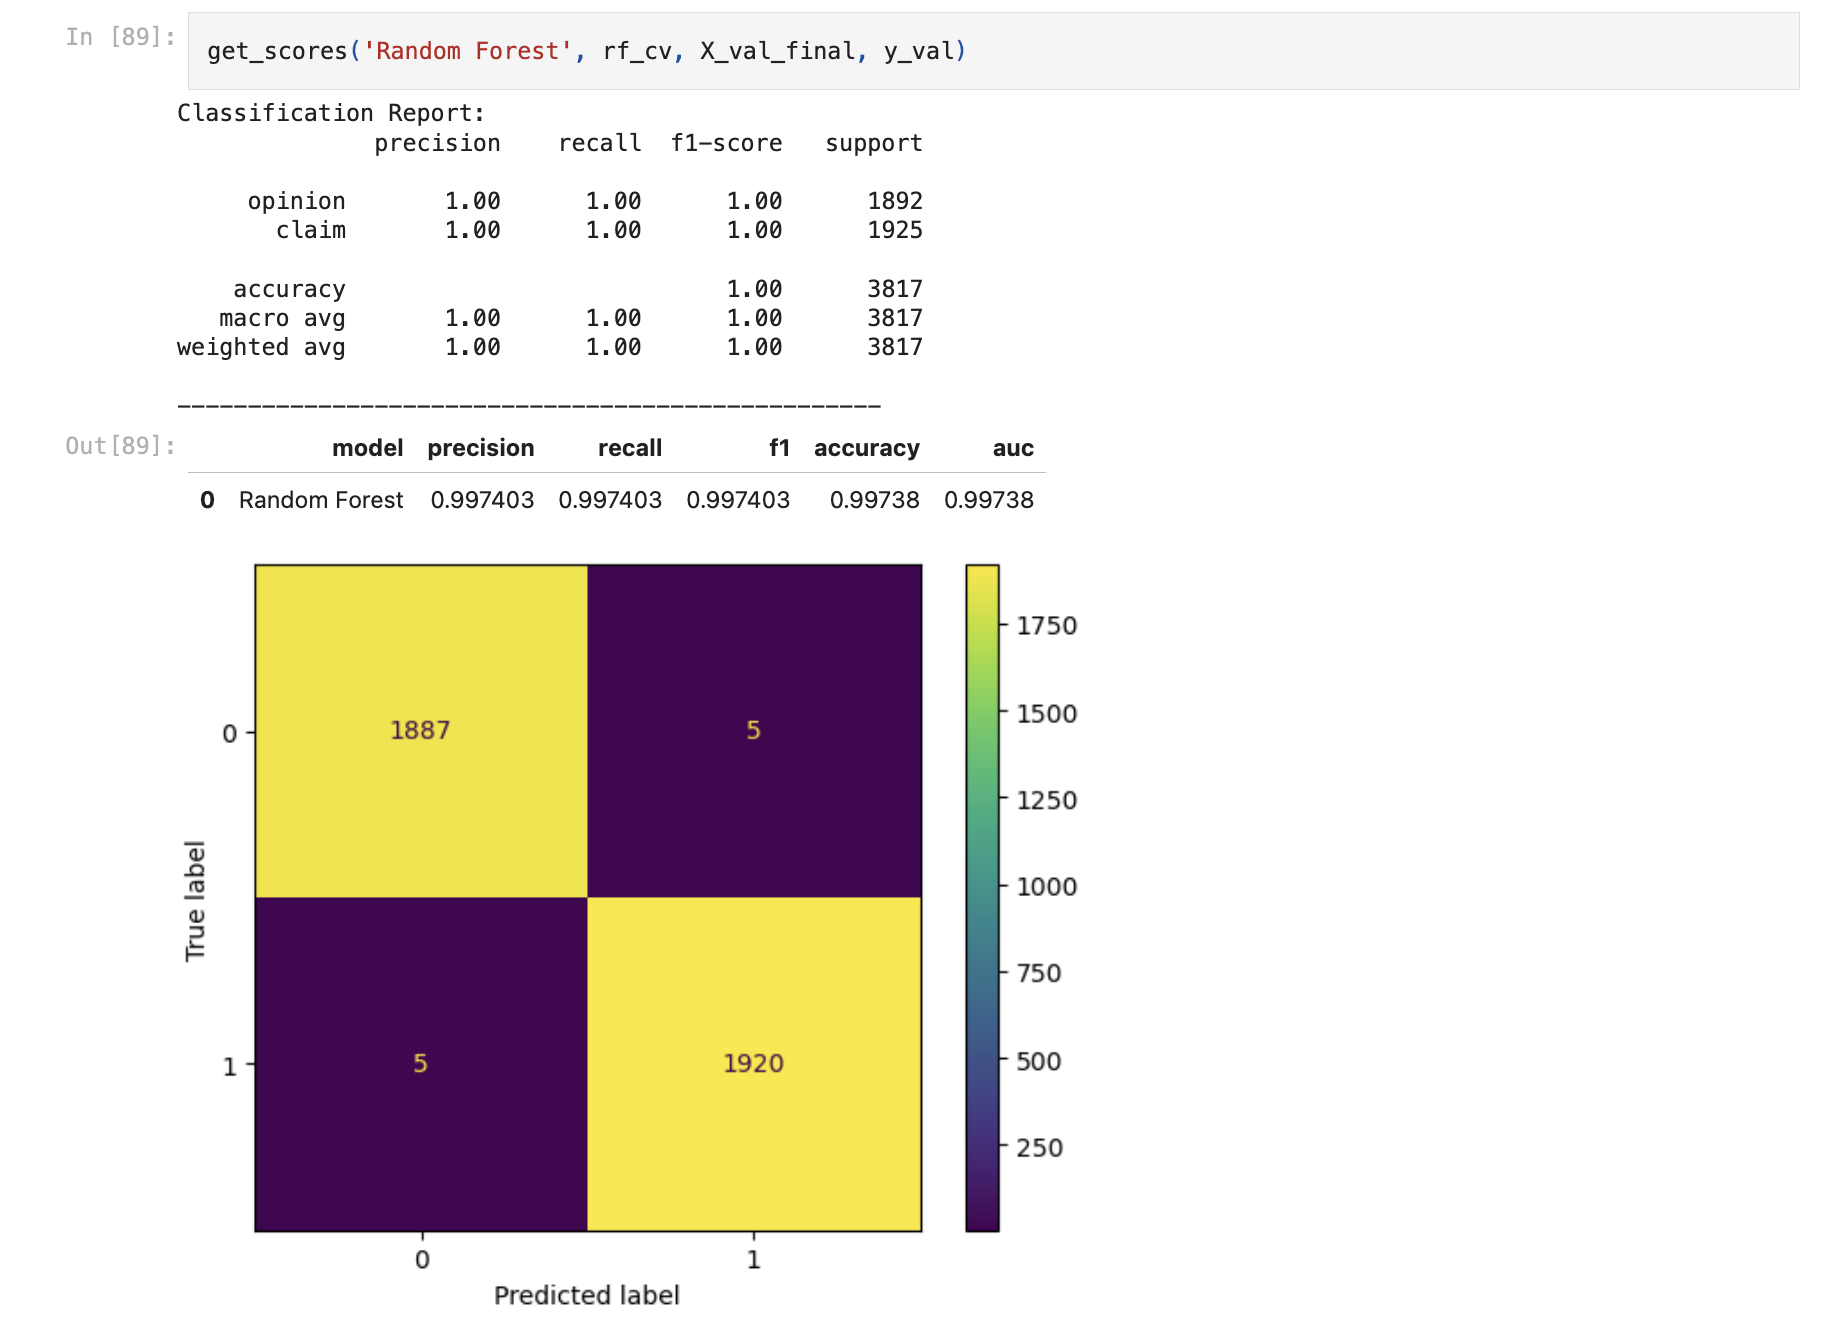 In [89]:
get_scores('Random Forest', rf_cv, X_val_final, y_val)
Classification Report:
precision recall f1-score support
opinion 1.00 1.00 1.00 1892
claim 1.00 1.00 1.00 1925
accuracy 1.00 3817
macro avg 1.00 1.00 1.00 3817
weighted avg 1.00 1.00 1.00 3817
--------------------------------------------------
Out[89]:
model precision recall f1 accuracy auc
0 Random Forest 0.997403 0.997403 0.997403 0.99738 0.99738
1887 5
5 1920
0
1
True label
0 1
Predicted label
1750
1500
1250
1000
750
500
250